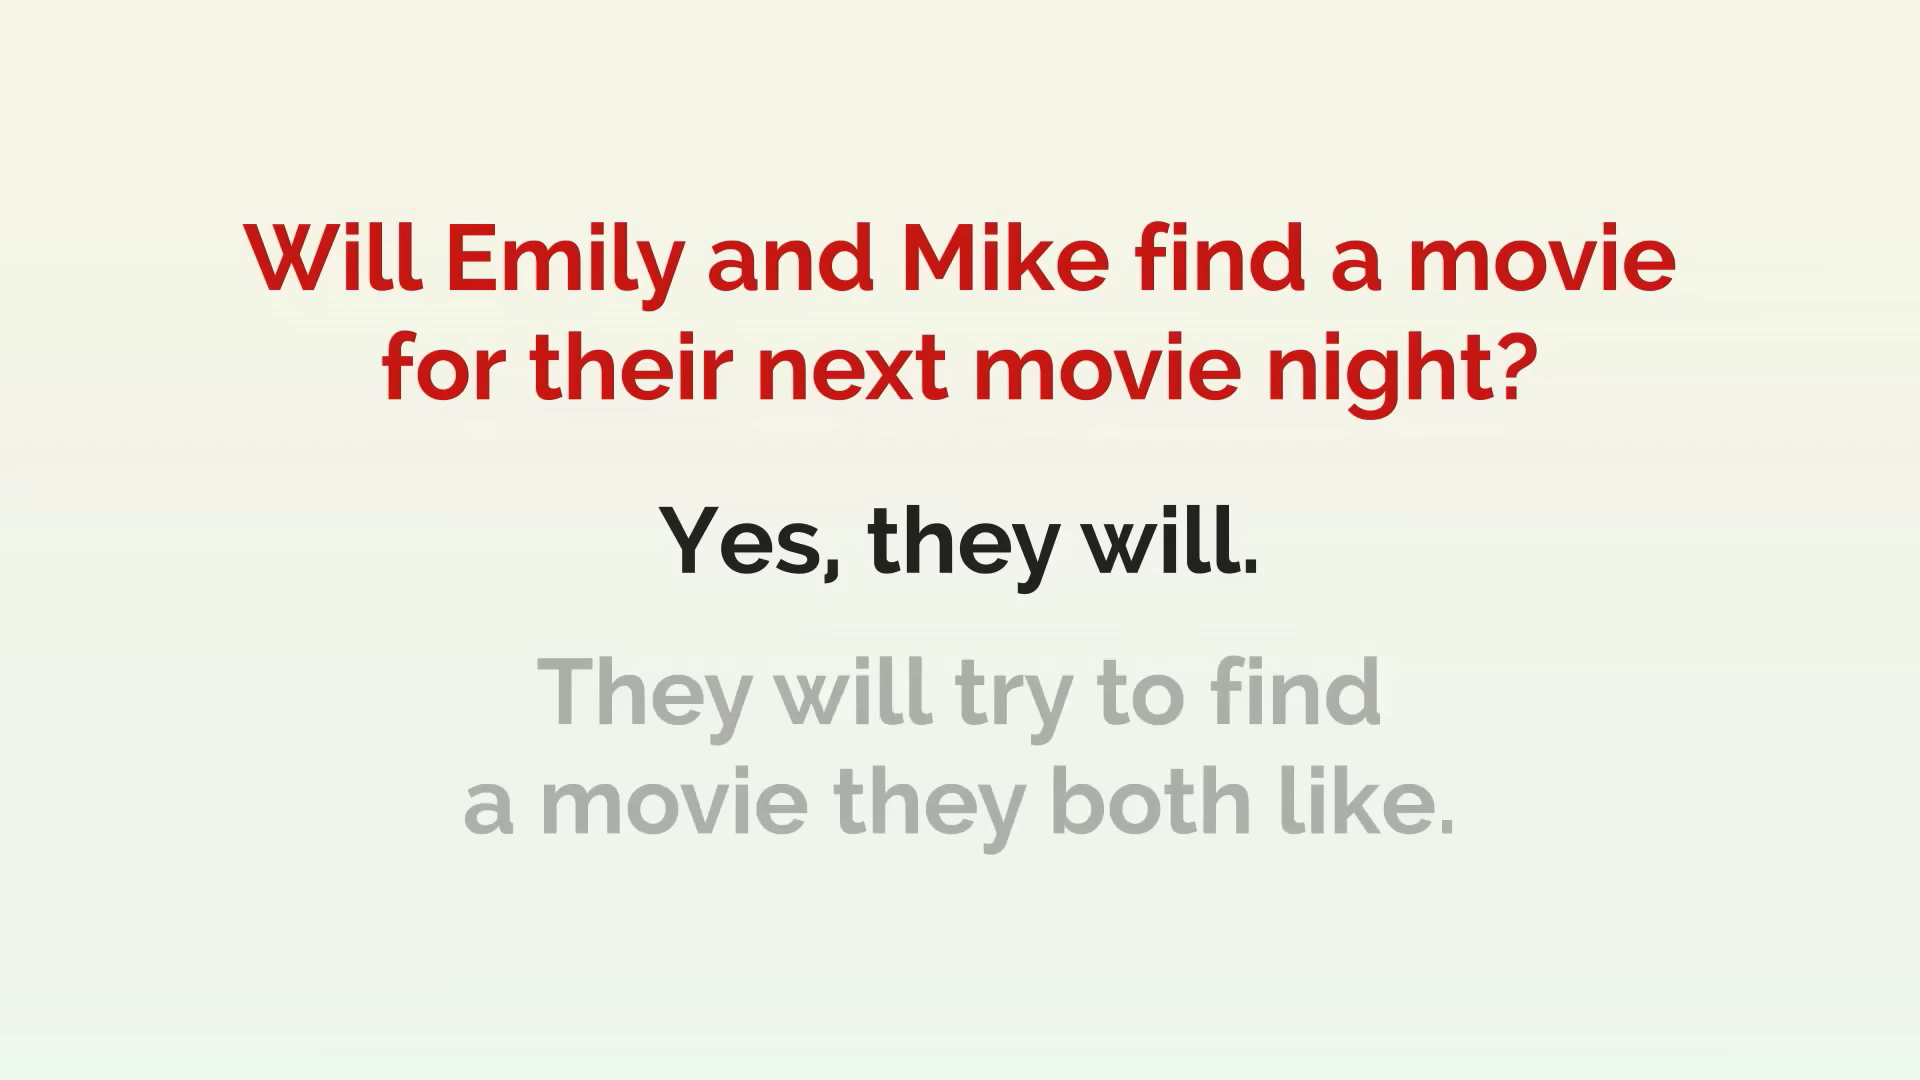 Will Emily and Mike find a movie
for their next movie night?
Yes, they will.
They will try to find
a movie they both like.